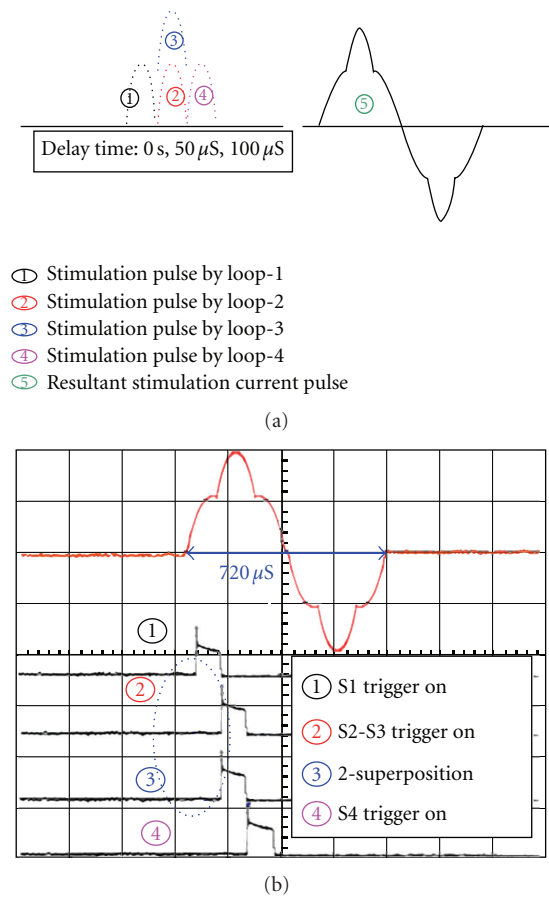 ③
① ② ④ ⑤
Delay time: 0 s, 50 μS, 100 μS
① Stimulation pulse by loop-1
② Stimulation pulse by loop-2
③ Stimulation pulse by loop-3
④ Stimulation pulse by loop-4
⑤ Resultant stimulation current pulse
(a)
720 μS
①
②
③
④
① S1 trigger on
② S2-S3 trigger on
③ 2-superposition
④ S4 trigger on
(b)